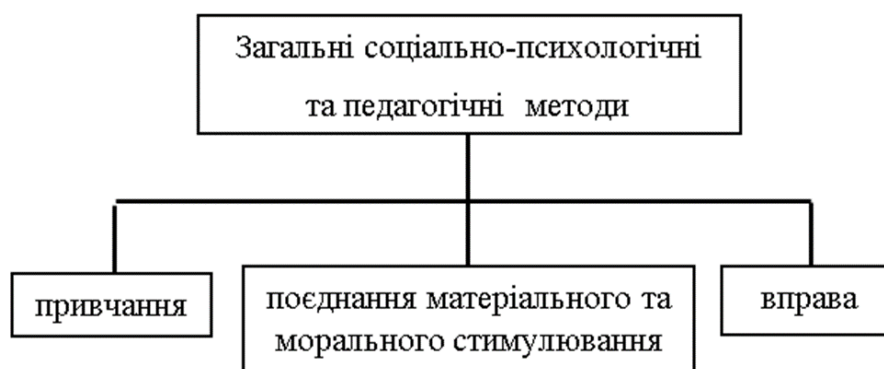 Загальні соціально-психологічні
та педагогічні методи
привчання
поєднання матеріального та
морального стимулювання
вправа